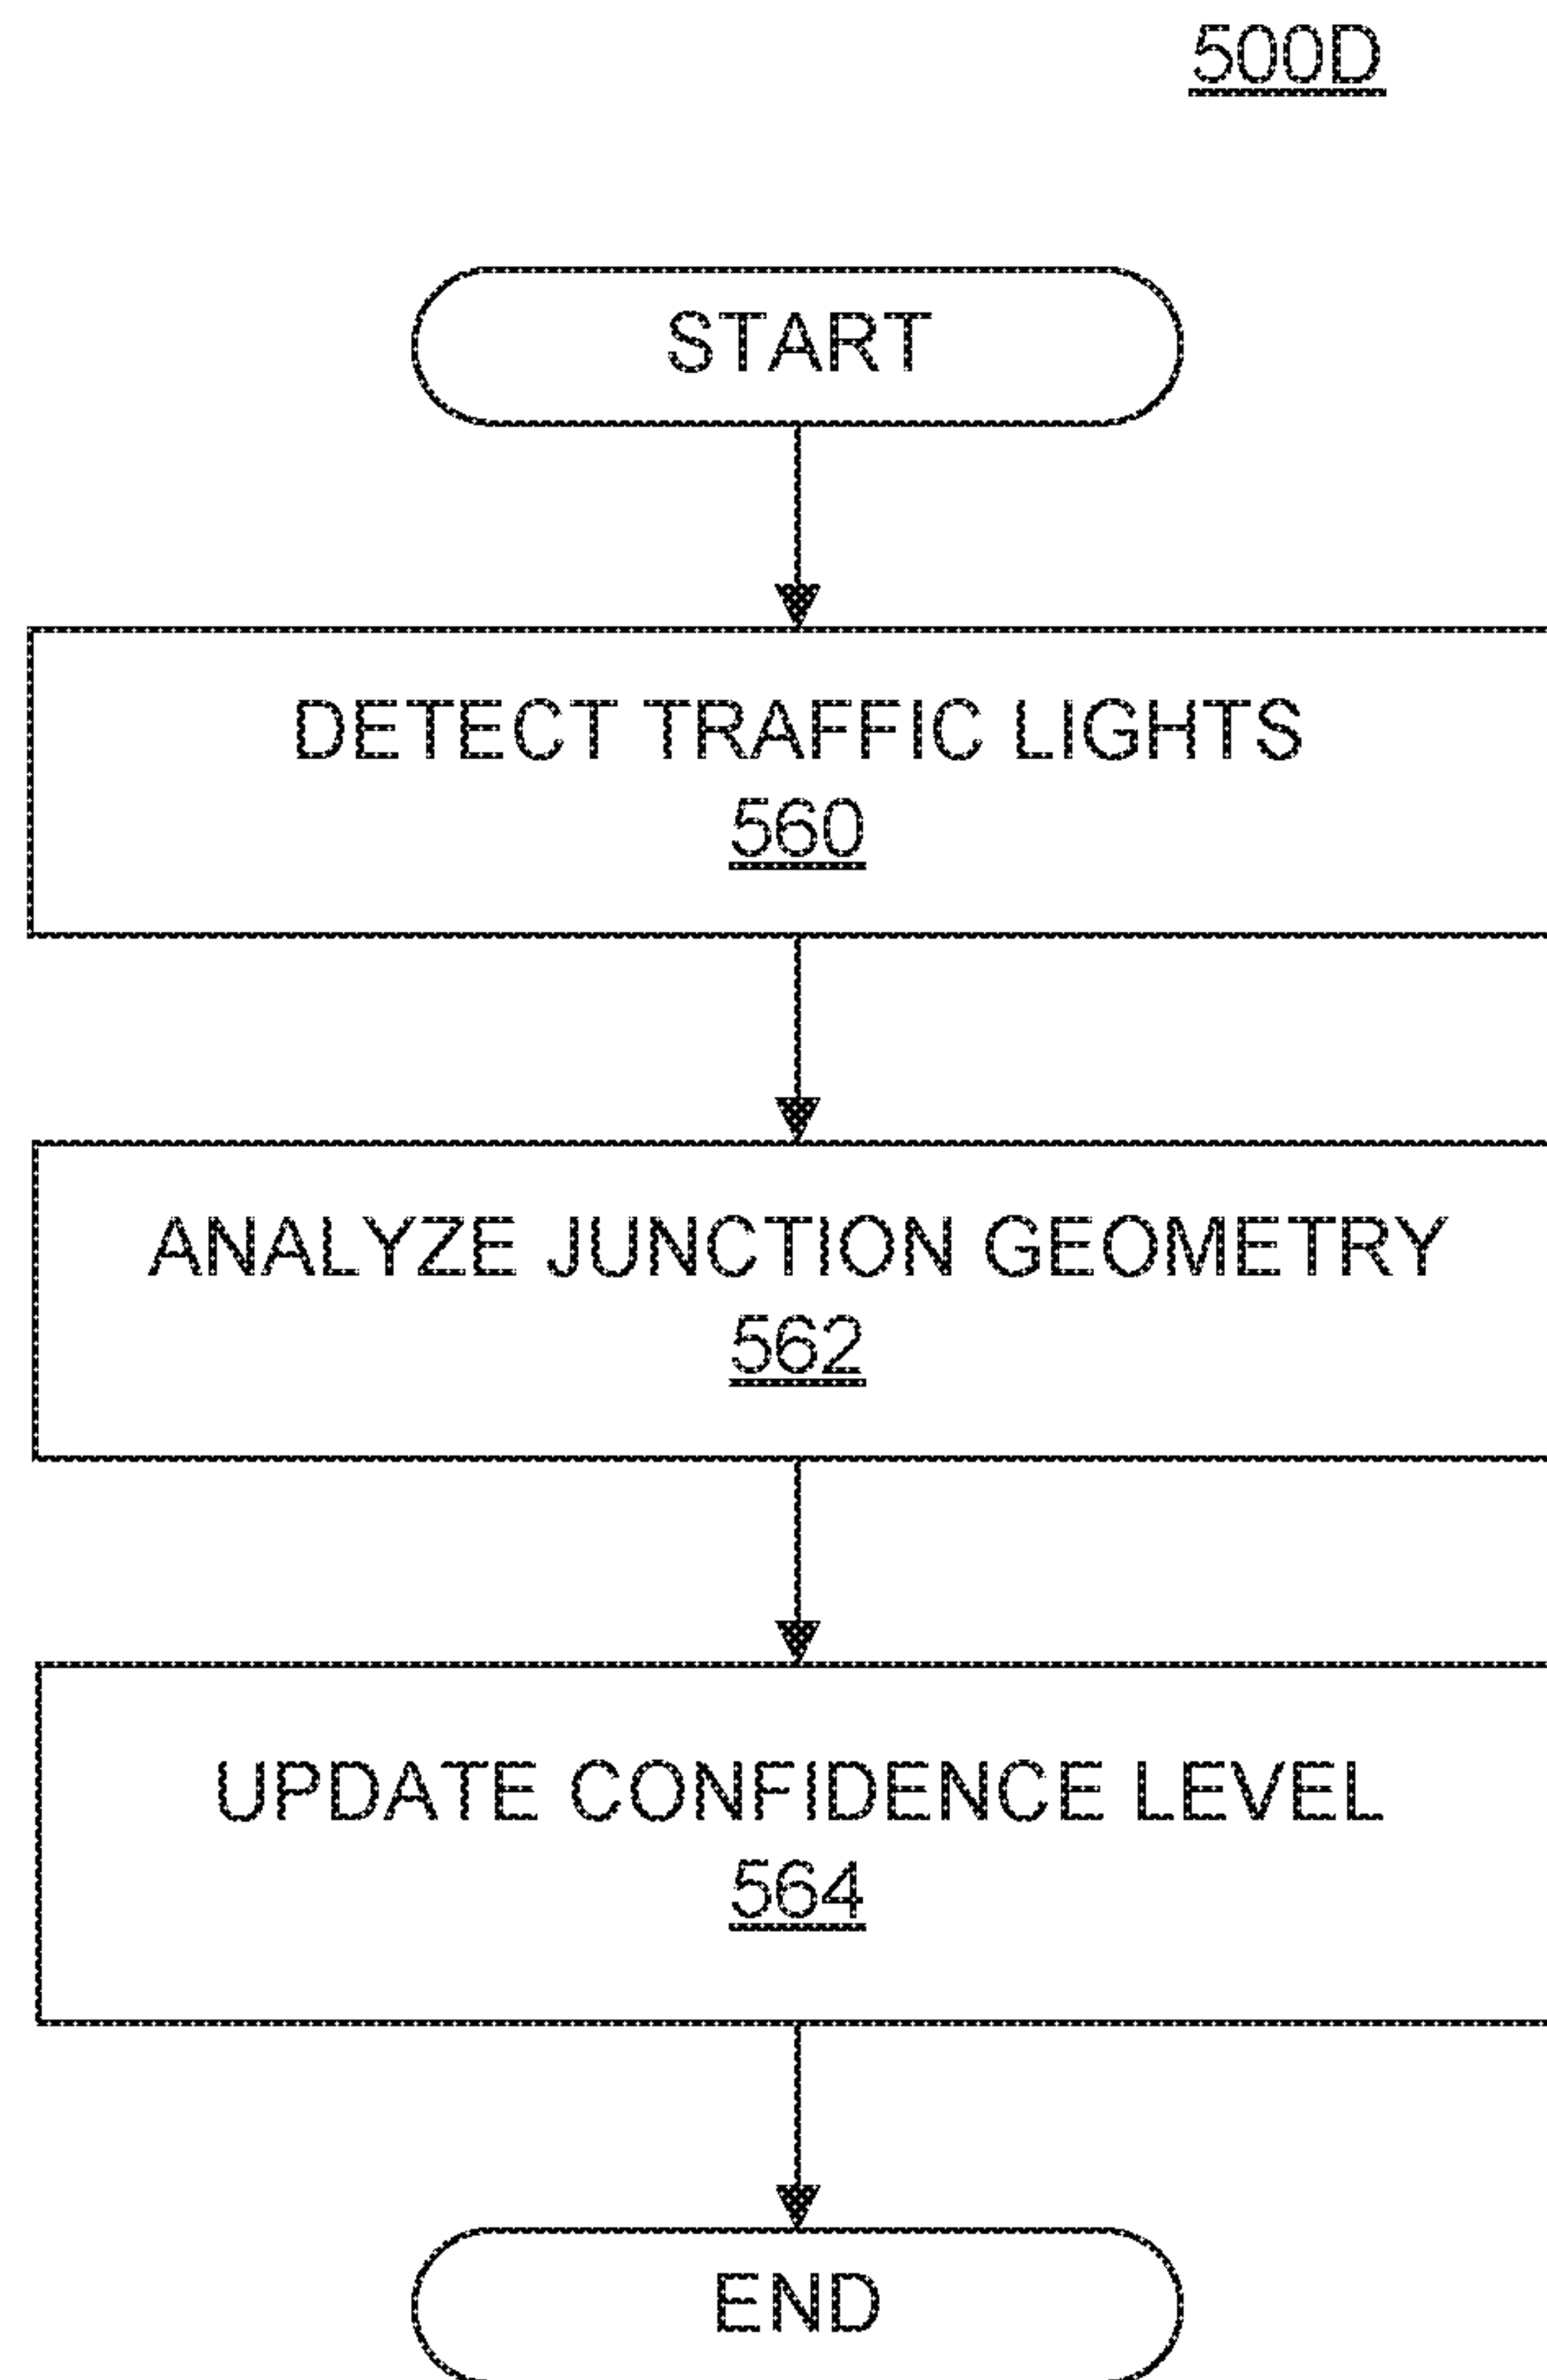 500D
START
DETECT TRAFFIC LIGHTS
560
ANALYZE JUNCTION GEOMETRY
562
UPDATE CONFIDENCE LEVEL
564
END